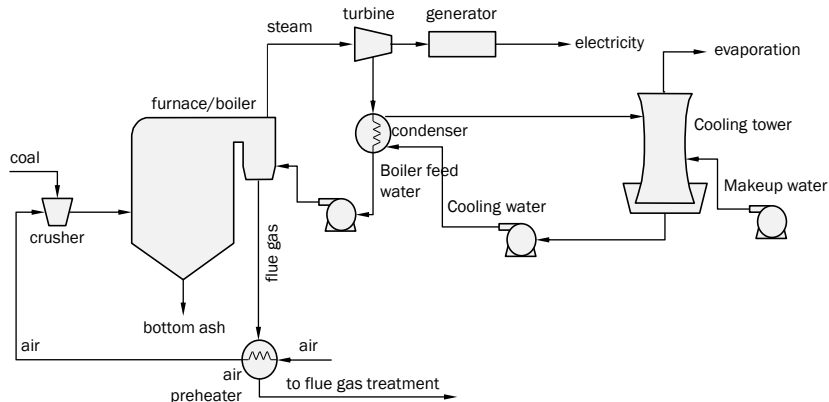 turbine
generator
steam
electricity
evaporation
furnace/boiler
condenser
Cooling tower
coal
Boiler feed
water
Makeup water
Cooling water
crusher
flue gas
bottom ash
air
air
air
preheater
to flue gas treatment